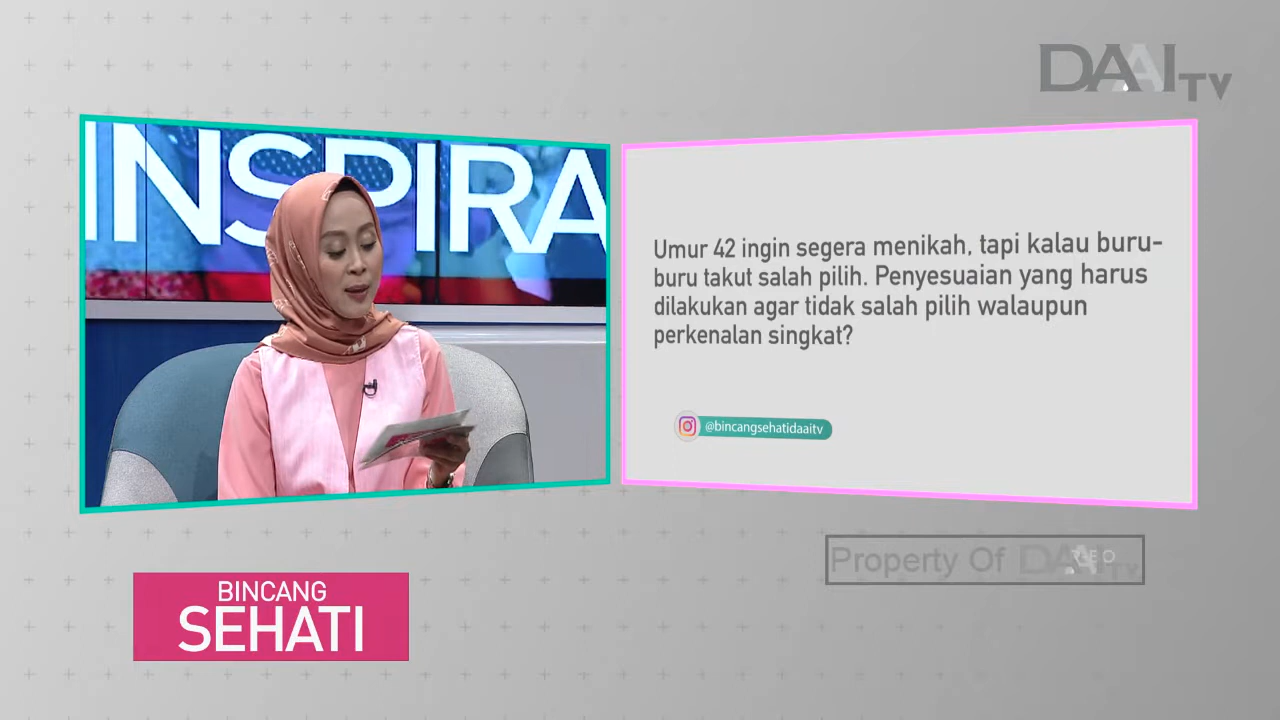 DAAI TV
INSPIRA
Umur 42 ingin segera menikah, tapi kalau buru-
buru takut salah pilih. Penyesuaian yang harus
dilakukan agar tidak salah pilih walaupun
perkenalan singkat?
@bincangsehatidaaitv
Property Of DAAI TV
BINCANG
SEHATI